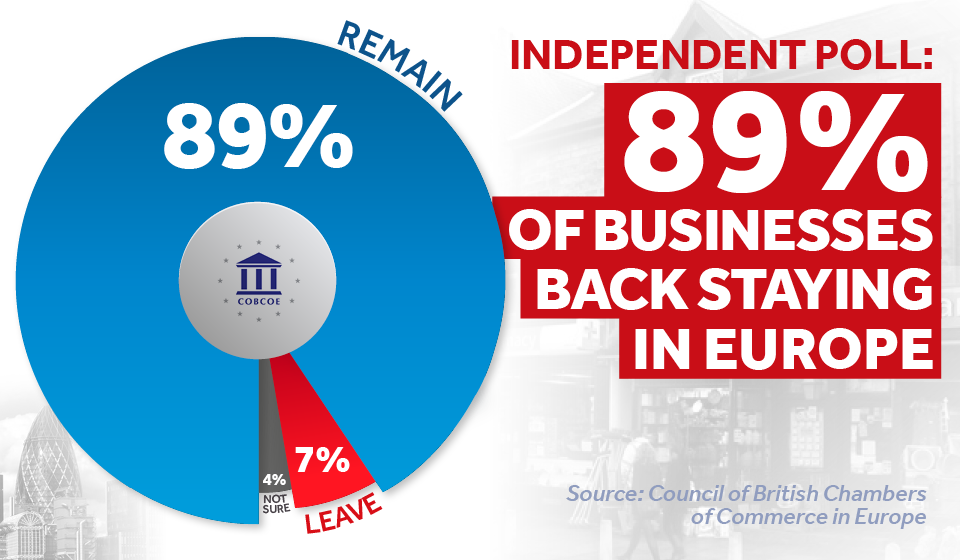 REMAIN
89%
COBCOE
4%
NOT
SURE
7%
LEAVE
INDEPENDENT POLL:
89%
OF BUSINESSES
BACK STAYING
IN EUROPE
Source: Council of British Chambers
of Commerce in Europe